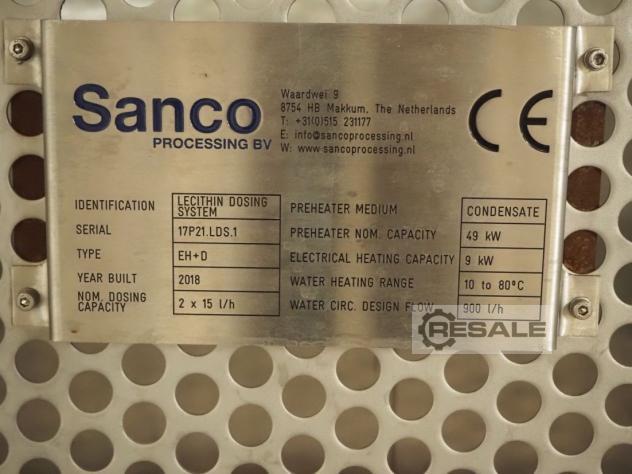 Sanco
PROCESSING BV
Waardwei 9
8754 HB Makkum, The Netherlands
T: +31(0)515 231177
E: info@sancoprocessing.nl
W: www.sancoprocessing.nl
CE
IDENTIFICATION LECITHIN DOSING SYSTEM
SERIAL 17P21.LDS.1
TYPE EH+D
YEAR BUILT 2018
NOM. DOSING CAPACITY 2 x 15 l/h
PREHEATER MEDIUM CONDENSATE
PREHEATER NOM. CAPACITY 49 kW
ELECTRICAL HEATING CAPACITY 9 kW
WATER HEATING RANGE 10 to 80°C
WATER CIRC. DESIGN FLOW 900 l/h
RESALE